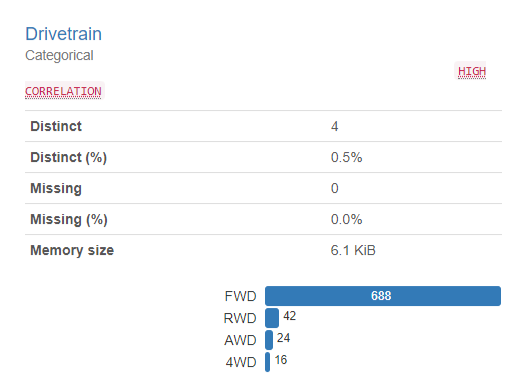 Drivetrain
Categorical
HIGH
CORRELATION
Distinct 4
Distinct (%) 0.5%
Missing 0
Missing (%) 0.0%
Memory size 6.1 KiB
FWD 688
RWD 42
AWD 24
4WD 16